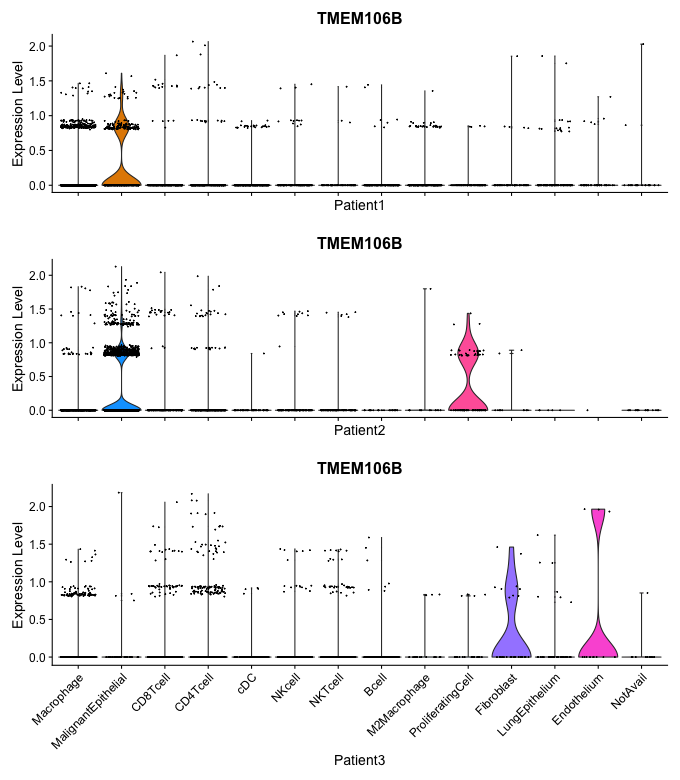 TMEM106B
Expression Level
2.0
1.5
1.0
0.5
0.0
Patient1
TMEM106B
Expression Level
2.0
1.5
1.0
0.5
0.0
Patient2
TMEM106B
Expression Level
2.0
1.5
1.0
0.5
0.0
Macrophage
MalignantEpithelial
CD8Tcell
CD4Tcell
cDC
NKcell
NKTcell
Bcell
M2Macrophage
ProliferatingCell
Fibroblast
LungEpithelium
Endothelium
NotAvail
Patient3